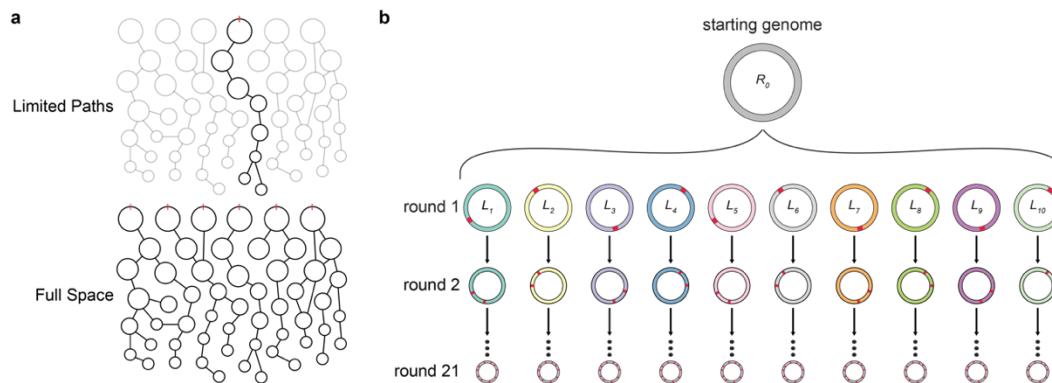 a
Limited Paths
Full Space
b
starting genome
R0
round 1 L1 L2 L3 L4 L5 L6 L7 L8 L9 L10
round 2
round 21